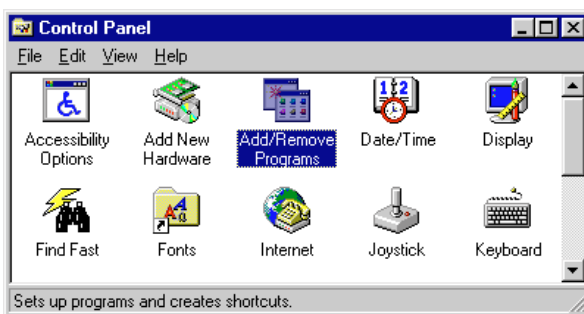 Control Panel
File Edit View Help
Accessibility Options
Add New Hardware
Add/Remove Programs
Date/Time
Display
Find Fast
Fonts
Internet
Joystick
Keyboard
Sets up programs and creates shortcuts.